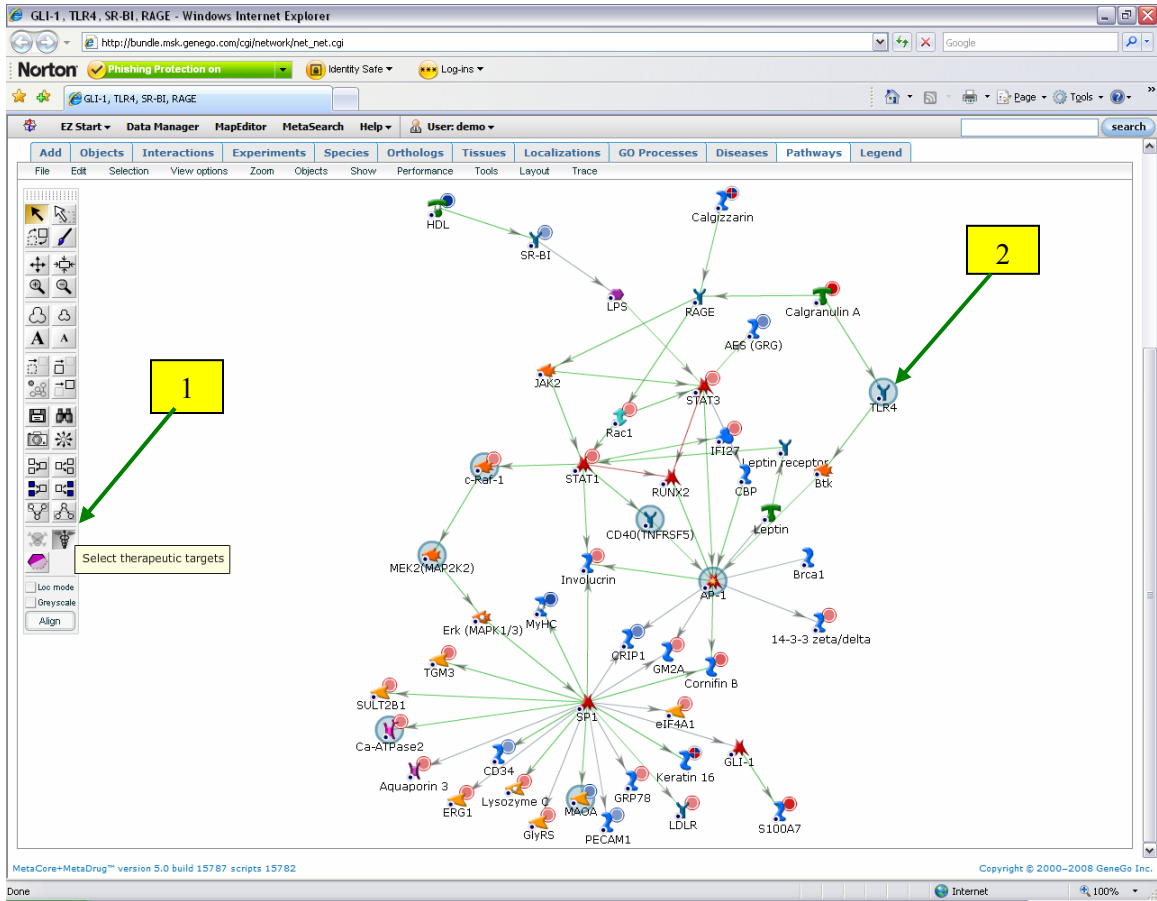 GLI-1, TLR4, SR-BI, RAGE - Windows Internet Explorer
http://bundle.msk.genego.com/cgi/network/net_net.cgi
Google
Norton Phishing Protection on Identity Safe Log-ins
GLI-1, TLR4, SR-BI, RAGE
Page Tools
EZ Start Data Manager MapEditor MetaSearch Help User: demo search
Add Objects Interactions Experiments Species Orthologs Tissues Localizations GO Processes Diseases Pathways Legend
File Edit Selection View options Zoom Objects Show Performance Tools Layout Trace
HDL
Calgizzarin
SR-BI
2
LPS
RAGE
Calgranulin A
AES (GRG)
1
JAK2
STAT3
TLR4
Rac1
IFI27
Leptin receptor
c-Raf-1
STAT1
RUNX2
CBP
Btk
A A
CD40(TNFRSF5)
Leptin
Select therapeutic targets
MEK2(MAP2K2)
Involucrin
Brca1
AP-1
Loc mode
Greyscale
Align
Erk (MAPK1/3)
MyHC
14-3-3 zeta/delta
CRIP1
GM2A
TGM3
Cornifin B
SULT2B1
SP1
eIF4A1
Ca-ATPase2
GLI-1
CD34
Keratin 16
Aquaporin 3
Lysozyme C
GRP78
ERG1
MAOA
LDLR
S100A7
GlyRS
PECAM1
MetaCore+MetaDrug™ version 5.0 build 15787 scripts 15782
Copyright © 2000-2008 GeneGo Inc.
Done Internet 100%